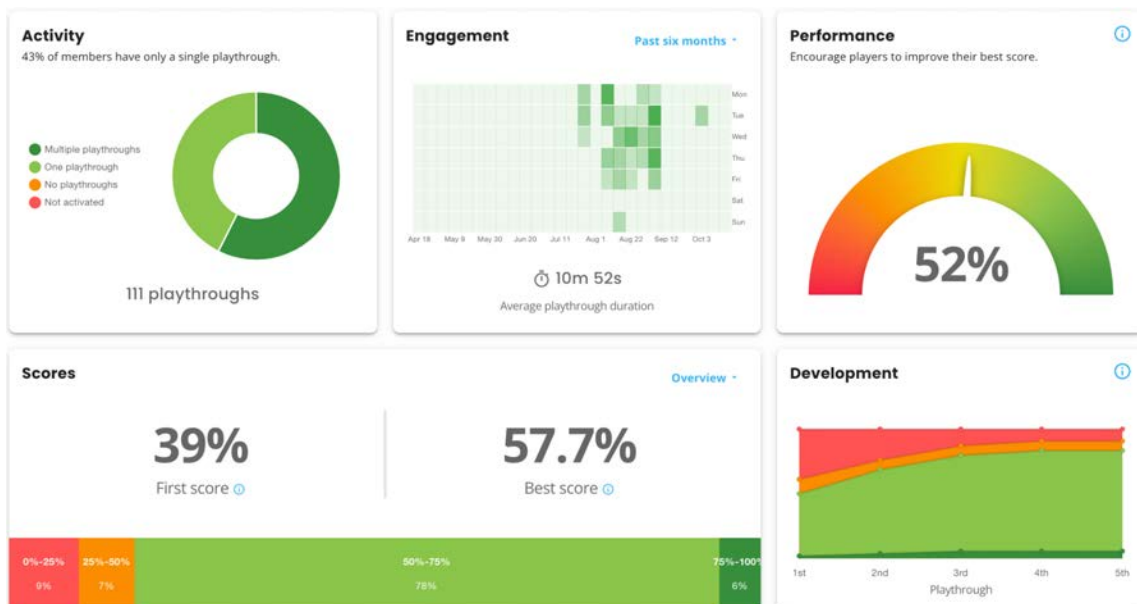 Activity
43% of members have only a single playthrough.
Multiple playthroughs
One playthrough
No playthroughs
Not activated
111 playthroughs
Engagement
Past six months
Mon
Tue
Wed
Thu
Fri
Sat
Sun
Apr 18 May 9 May 30 Jun 20 Jul 11 Aug 1 Aug 22 Sep 12 Oct 3
10m 52s
Average playthrough duration
Performance
Encourage players to improve their best score.
52%
Scores
Overview
39%
First score
57.7%
Best score
0%-25% 25%-50% 50%-75% 75%-100%
9% 7% 78% 6%
Development
1st 2nd 3rd 4th 5th
Playthrough